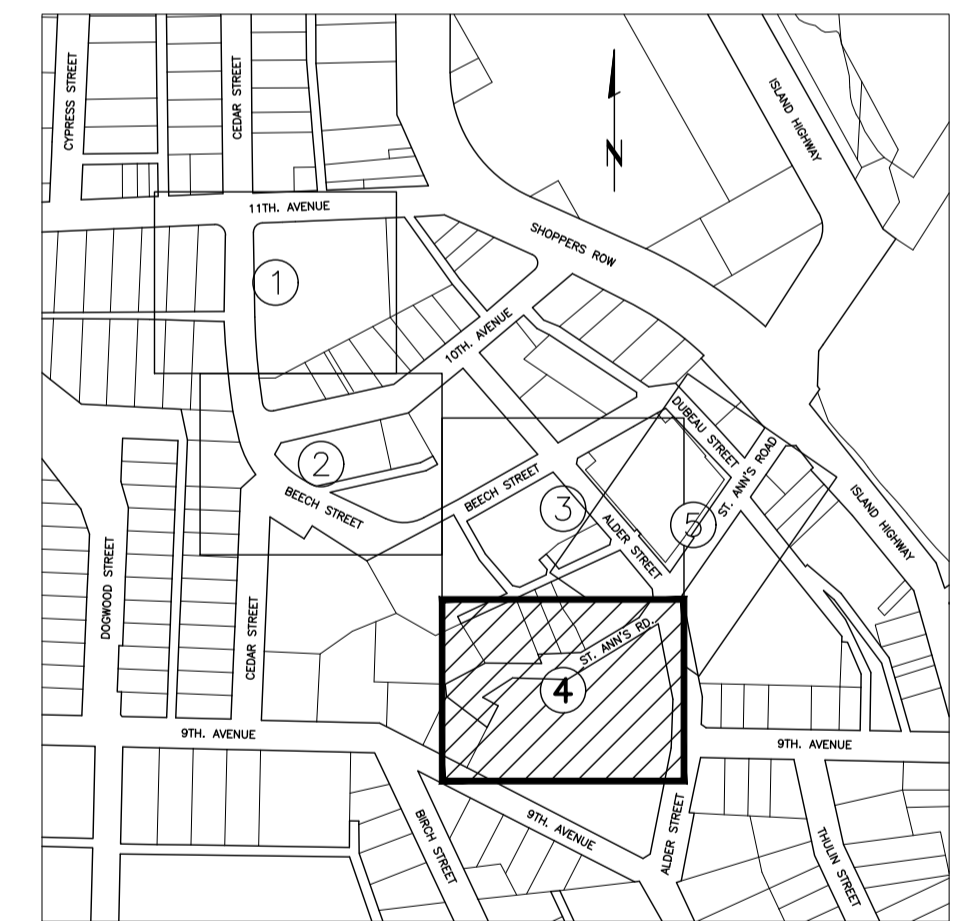 CYPRESS STREET
CEDAR STREET
ISLAND HIGHWAY
N
11TH. AVENUE
SHOPPERS ROW
1
10TH. AVENUE
DUBEAU STREET
ST. ANN'S ROAD
2
BEECH STREET
BEECH STREET
3
5
ISLAND HIGHWAY
ALDER STREET
DOGWOOD STREET
CEDAR STREET
ST. ANN'S RD.
4
9TH. AVENUE
9TH. AVENUE
BIRCH STREET
9TH. AVENUE
ALDER STREET
THULIN STREET